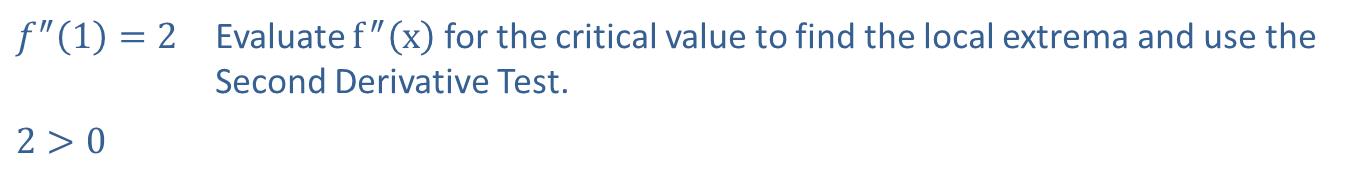 f″(1) = 2 Evaluate f″(x) for the critical value to find the local extrema and use the
Second Derivative Test.
2 > 0